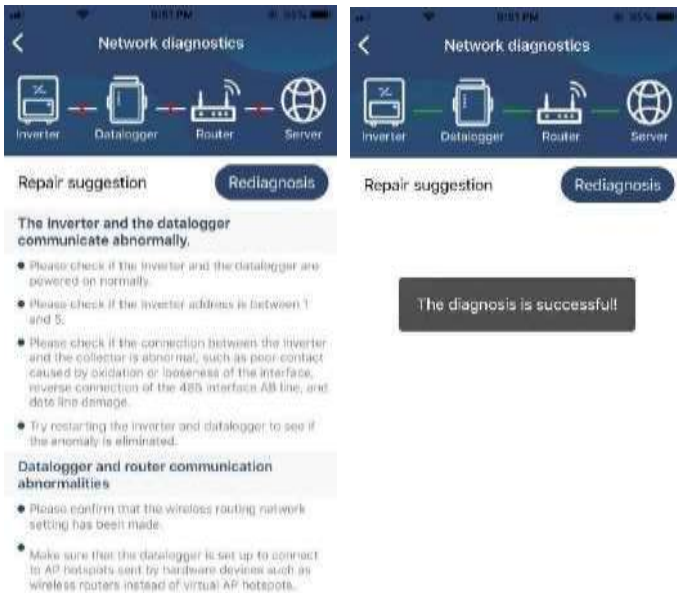 Network diagnostics
Inverter
Datalogger
Router
Server
Repair suggestion
Rediagnosis
The Inverter and the datalogger
communicate abnormally.
Please check if the inverter and the datalogger are
powered on normally.
Please check if the inverter address is between 1
and 5.
Please check if the connection between the inverter
and the collector is abnormal, such as poor contact
caused by oxidation or looseness of the interface,
reverse connection of the 485 interface AB line, and
data line damage.
Try restarting the inverter and datalogger to see if
the anomaly is eliminated.
Datalogger and router communication
abnormalities
Please confirm that the wireless routing network
setting has been made.
Make sure that the datalogger is set up to connect
to AP hotspots sent by hardware devices such as
wireless routers instead of virtual AP hotspots.
Network diagnostics
Inverter
Datalogger
Router
Server
Repair suggestion
Rediagnosis
The diagnosis is successful!